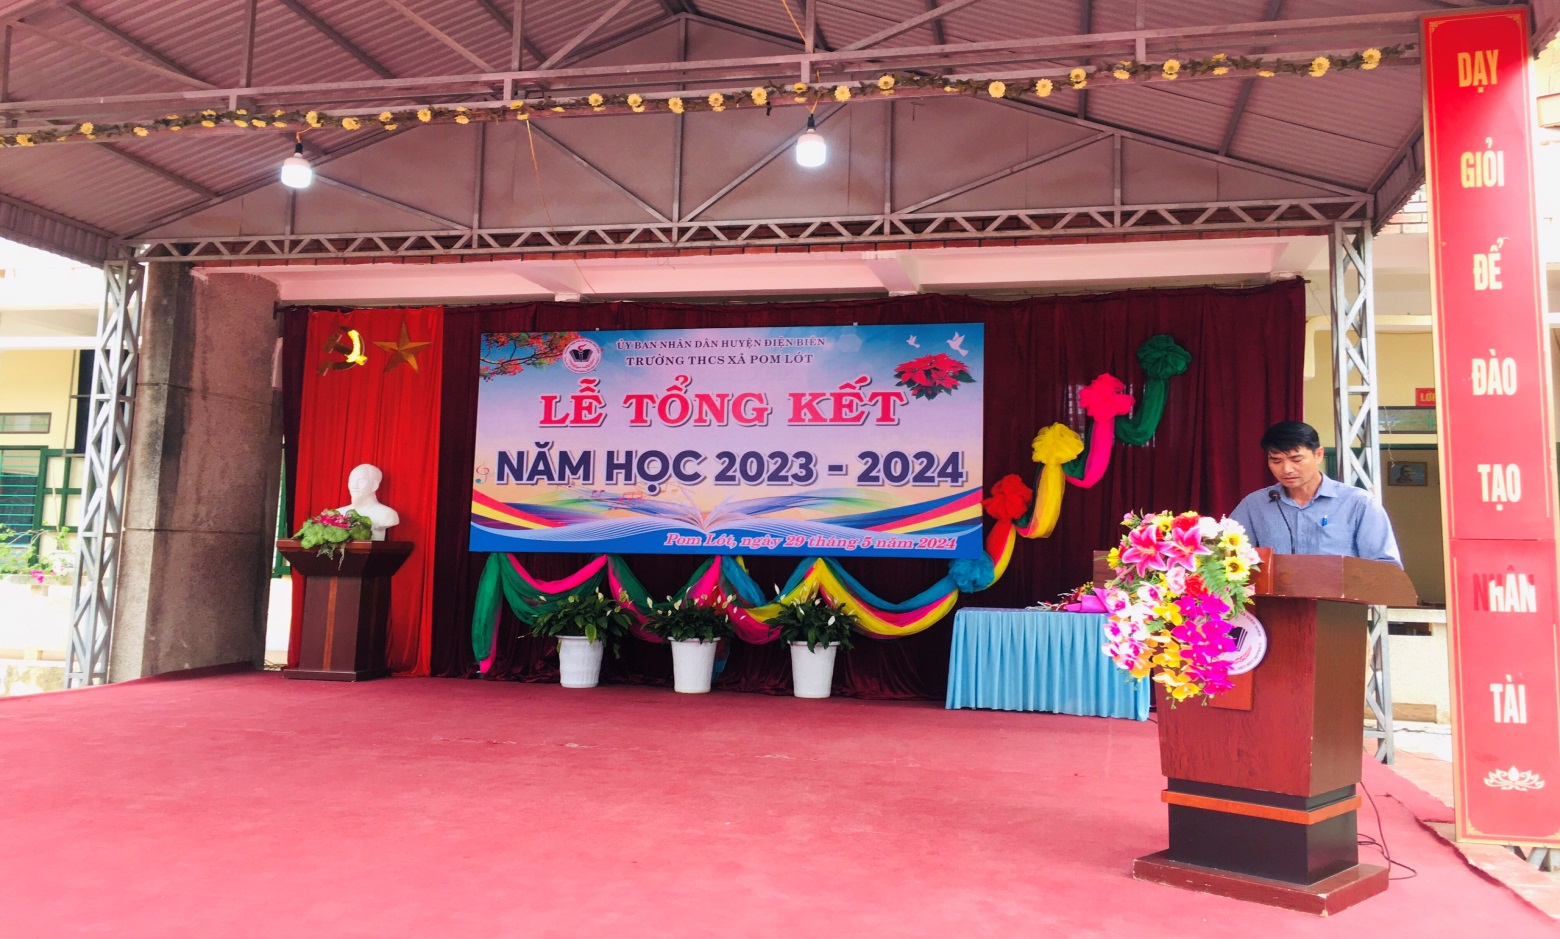 ỦY BAN NHÂN DÂN HUYỆN ĐIỆN BIÊN
TRƯỜNG THCS XÃ POM LÓT
LỄ TỔNG KẾT
NĂM HỌC 2023 - 2024
Pom Lót, ngày 29 tháng 5 năm 2024
DẠY
GIỎI
ĐỂ
ĐÀO
TẠO
NHÂN
TÀI